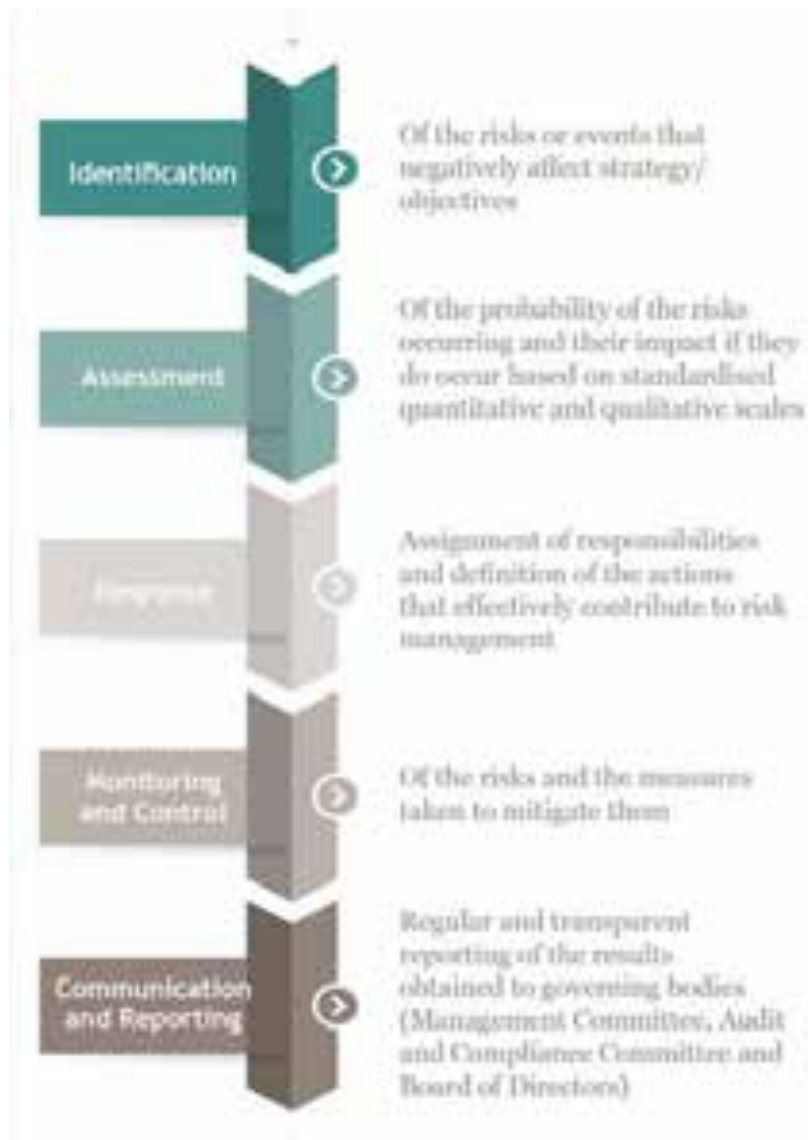 Identification
Of the risks or events that
negatively affect strategy/
objectives
Assessment
Of the probability of the risks
occurring and their impact if they
do occur based on standardised
quantitative and qualitative scales
Response
Assignment of responsibilities
and definition of the actions
that effectively contribute to risk
management
Monitoring
and Control
Of the risks and the measures
taken to mitigate them
Communication
and Reporting
Regular and transparent
reporting of the results
obtained to governing bodies
(Management Committee, Audit
and Compliance Committee and
Board of Directors)